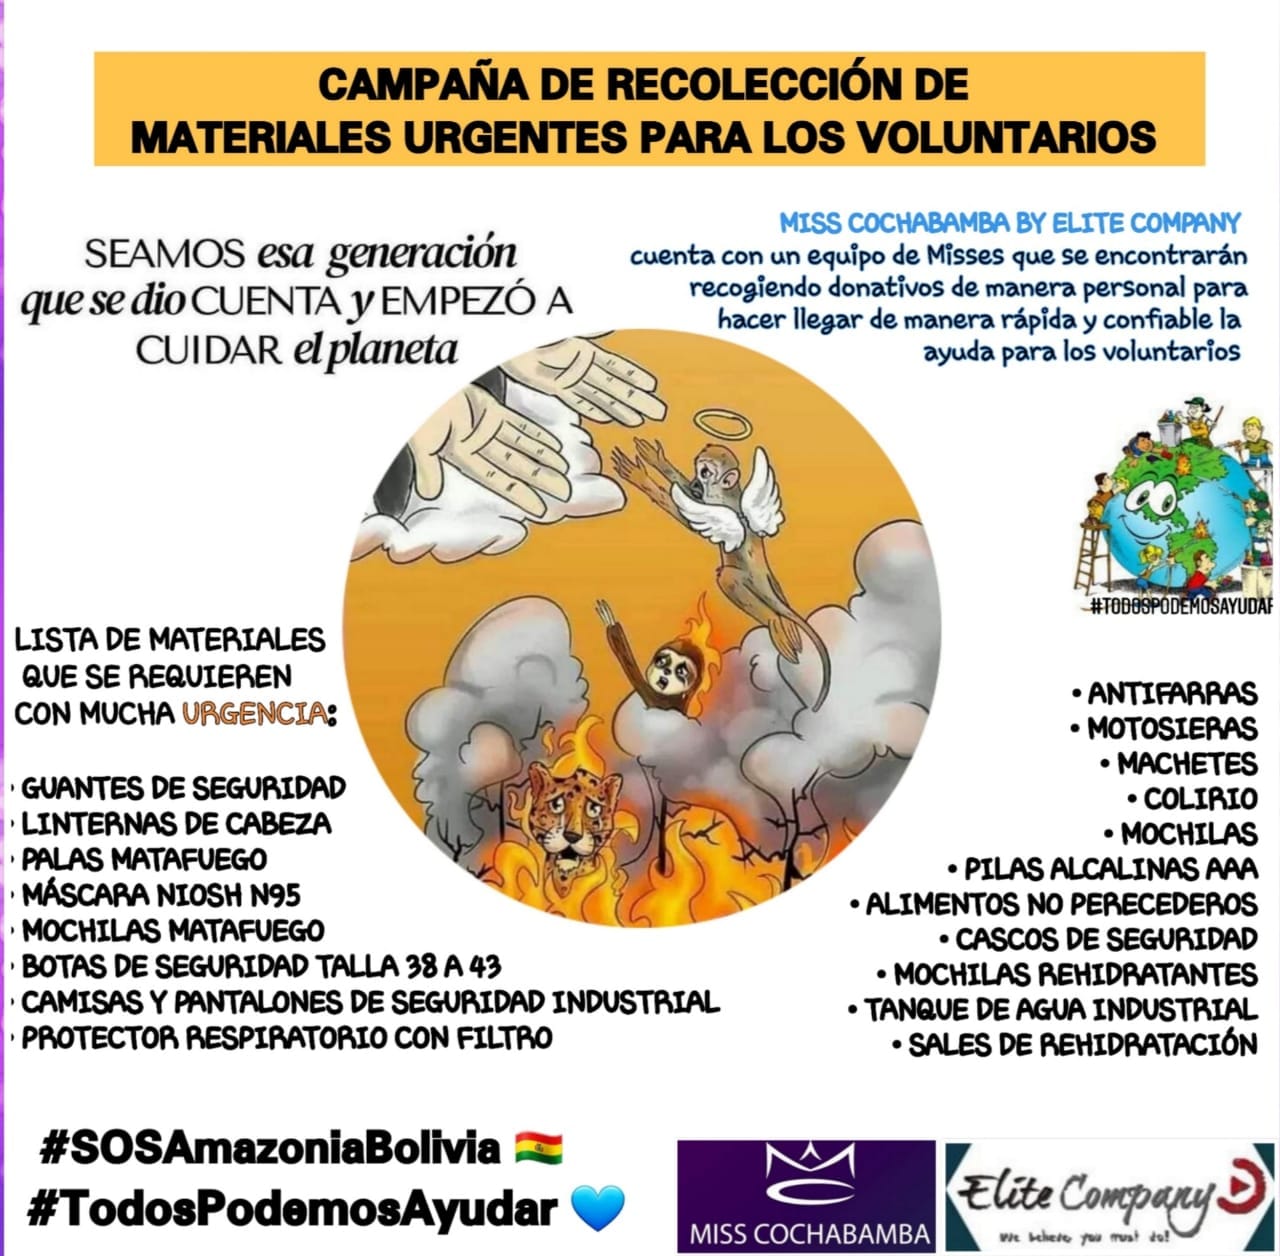 CAMPAÑA DE RECOLECCIÓN DE
MATERIALES URGENTES PARA LOS VOLUNTARIOS
SEAMOS esa generación
que se dio CUENTA y EMPEZÓ A
CUIDAR el planeta
MISS COCHABAMBA BY ELITE COMPANY
cuenta con un equipo de Misses que se encontrarán
recogiendo donativos de manera personal para
hacer llegar de manera rápida y confiable la
ayuda para los voluntarios
#TODOSPODEMOSAYUDAR
LISTA DE MATERIALES
QUE SE REQUIEREN
CON MUCHA URGENCIA:
· GUANTES DE SEGURIDAD
· LINTERNAS DE CABEZA
· PALAS MATAFUEGO
· MÁSCARA NIOSH N95
· MOCHILAS MATAFUEGO
· BOTAS DE SEGURIDAD TALLA 38 A 43
· CAMISAS Y PANTALONES DE SEGURIDAD INDUSTRIAL
· PROTECTOR RESPIRATORIO CON FILTRO
• ANTIFARRAS
• MOTOSIERAS
• MACHETES
• COLIRIO
• MOCHILAS
• PILAS ALCALINAS AAA
• ALIMENTOS NO PERECEDEROS
• CASCOS DE SEGURIDAD
• MOCHILAS REHIDRATANTES
• TANQUE DE AGUA INDUSTRIAL
• SALES DE REHIDRATACIÓN
#SOSAmazoniaBolivia 🇧🇴
#TodosPodemosAyudar 💙
MISS COCHABAMBA
Elite Company
We believe, you must do!